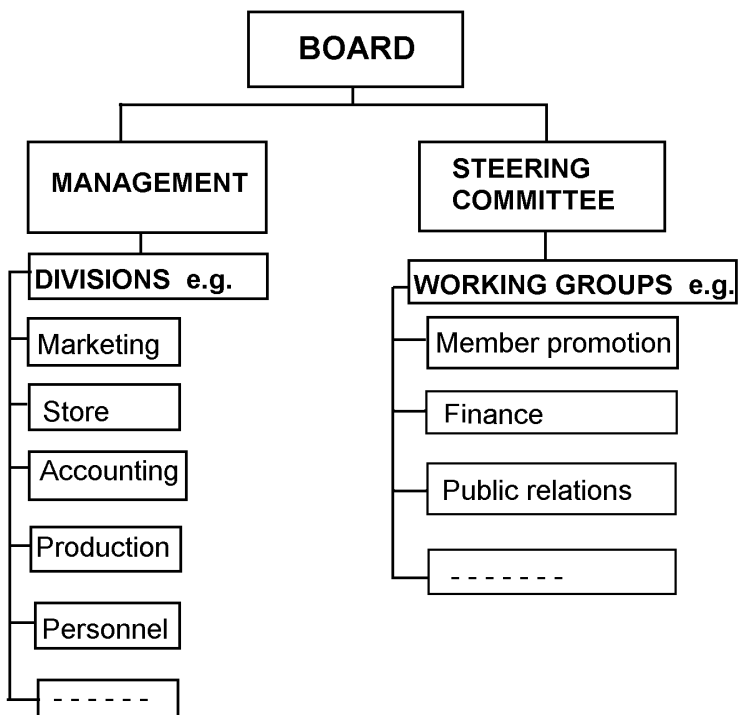 BOARD
MANAGEMENT
DIVISIONS e.g.
Marketing
Store
Accounting
Production
Personnel
- - - - - -
STEERING
COMMITTEE
WORKING GROUPS e.g.
Member promotion
Finance
Public relations
- - - - - - -